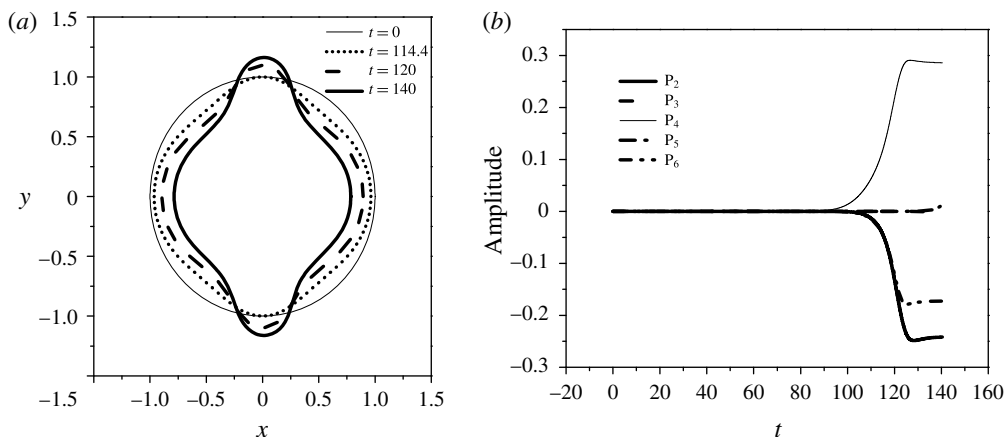 (a)
1.5
1.0
0.5
0
−0.5
−1.0
−1.5
−1.0
−0.5
0
0.5
1.0
1.5
y
x
t = 0
t = 114.4
t = 120
t = 140
(b)
0.3
0.2
0.1
0
−0.1
−0.2
−0.3
−20
0
20
40
60
80
100
120
140
160
Amplitude
t
P2
P3
P4
P5
P6